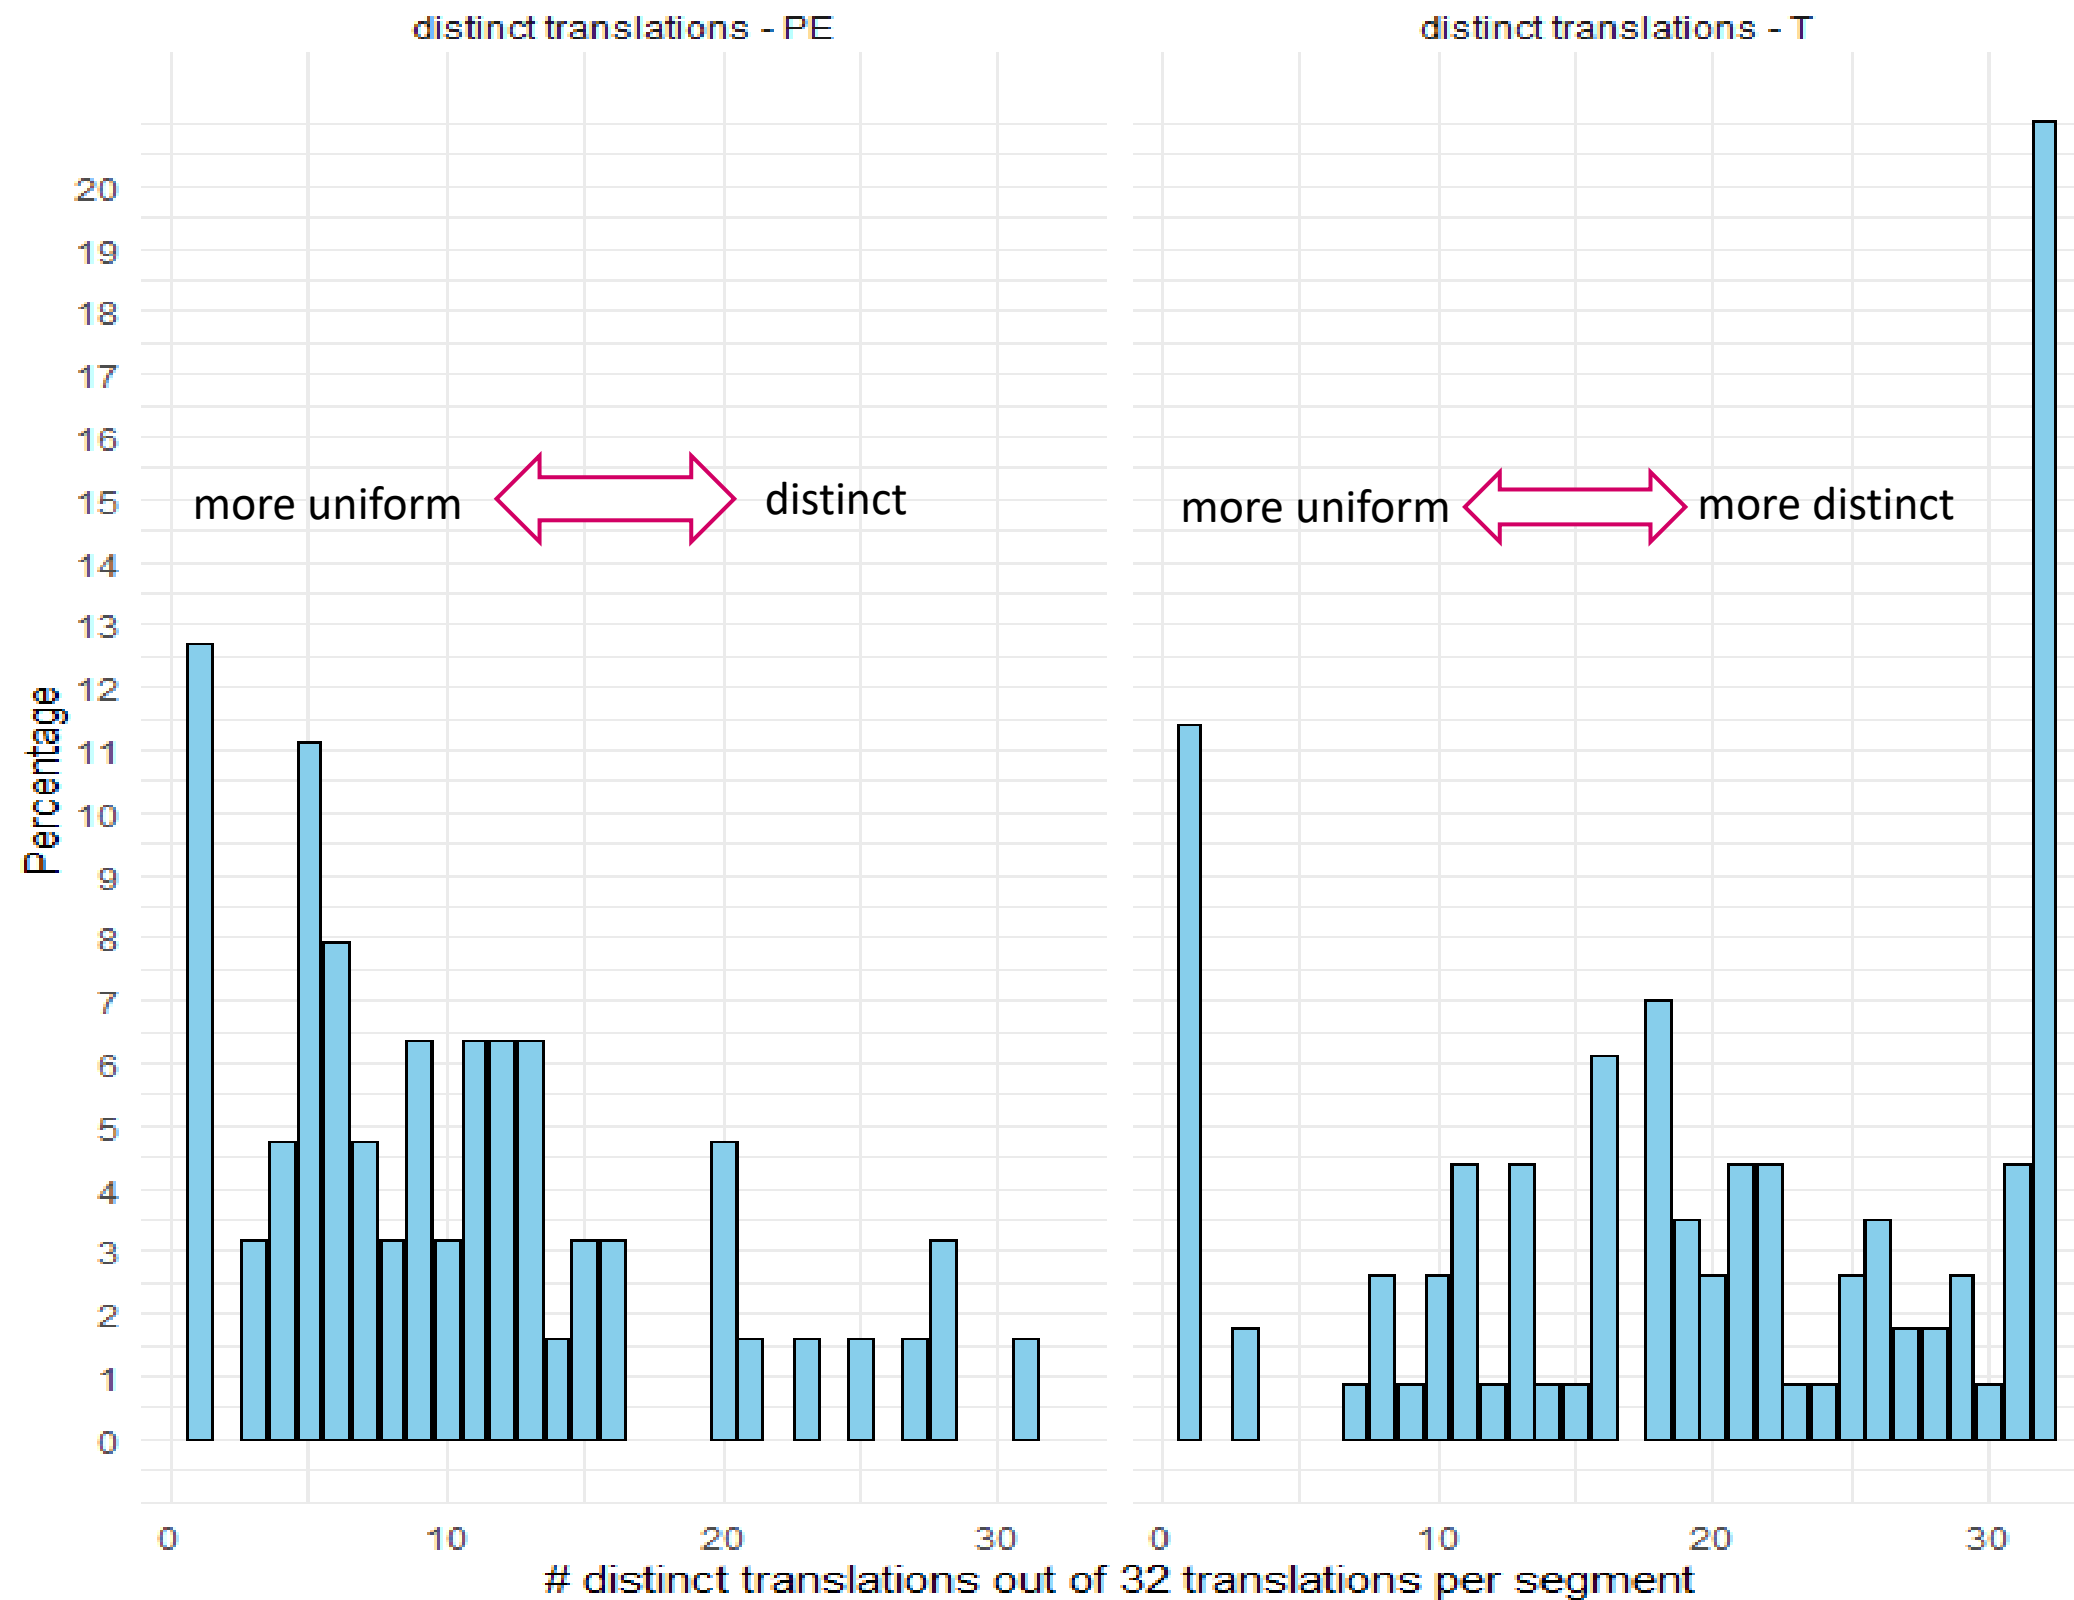 distinct translations - PE
distinct translations - T
20
19
18
17
16
15
14
13
12
11
10
9
8
7
6
5
4
3
2
1
0
Percentage
more uniform
distinct
more uniform
more distinct
0 10 20 30
0 10 20 30
# distinct translations out of 32 translations per segment